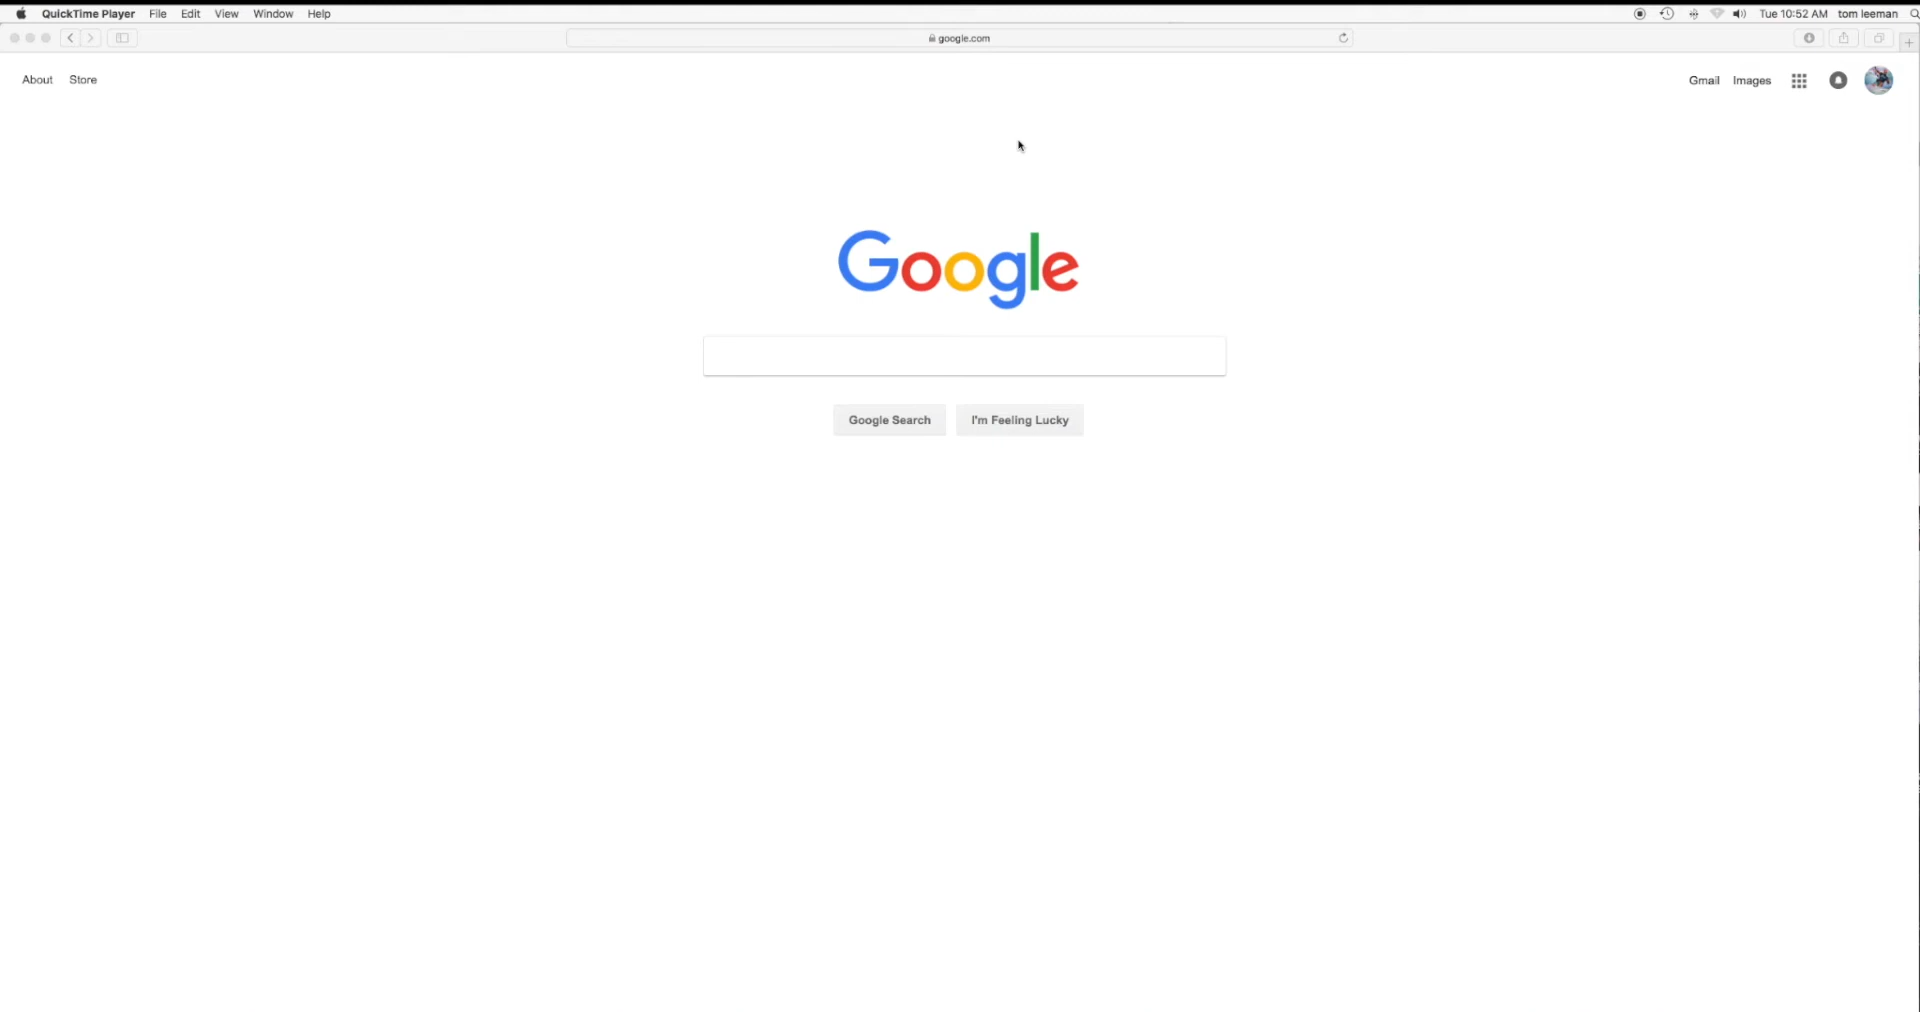 QuickTime Player File Edit View Window Help Tue 10:52 AM tom leeman
google.com
About Store Gmail Images
Google
Google Search I'm Feeling Lucky